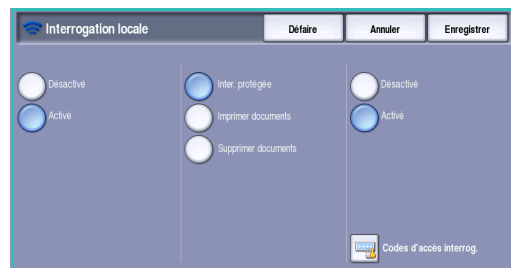 Interrogation locale
Défaire
Annuler
Enregistrer
Désactivé
Activé
Inter. protégée
Imprimer documents
Supprimer documents
Désactivé
Activé
Codes d'accès interrog.